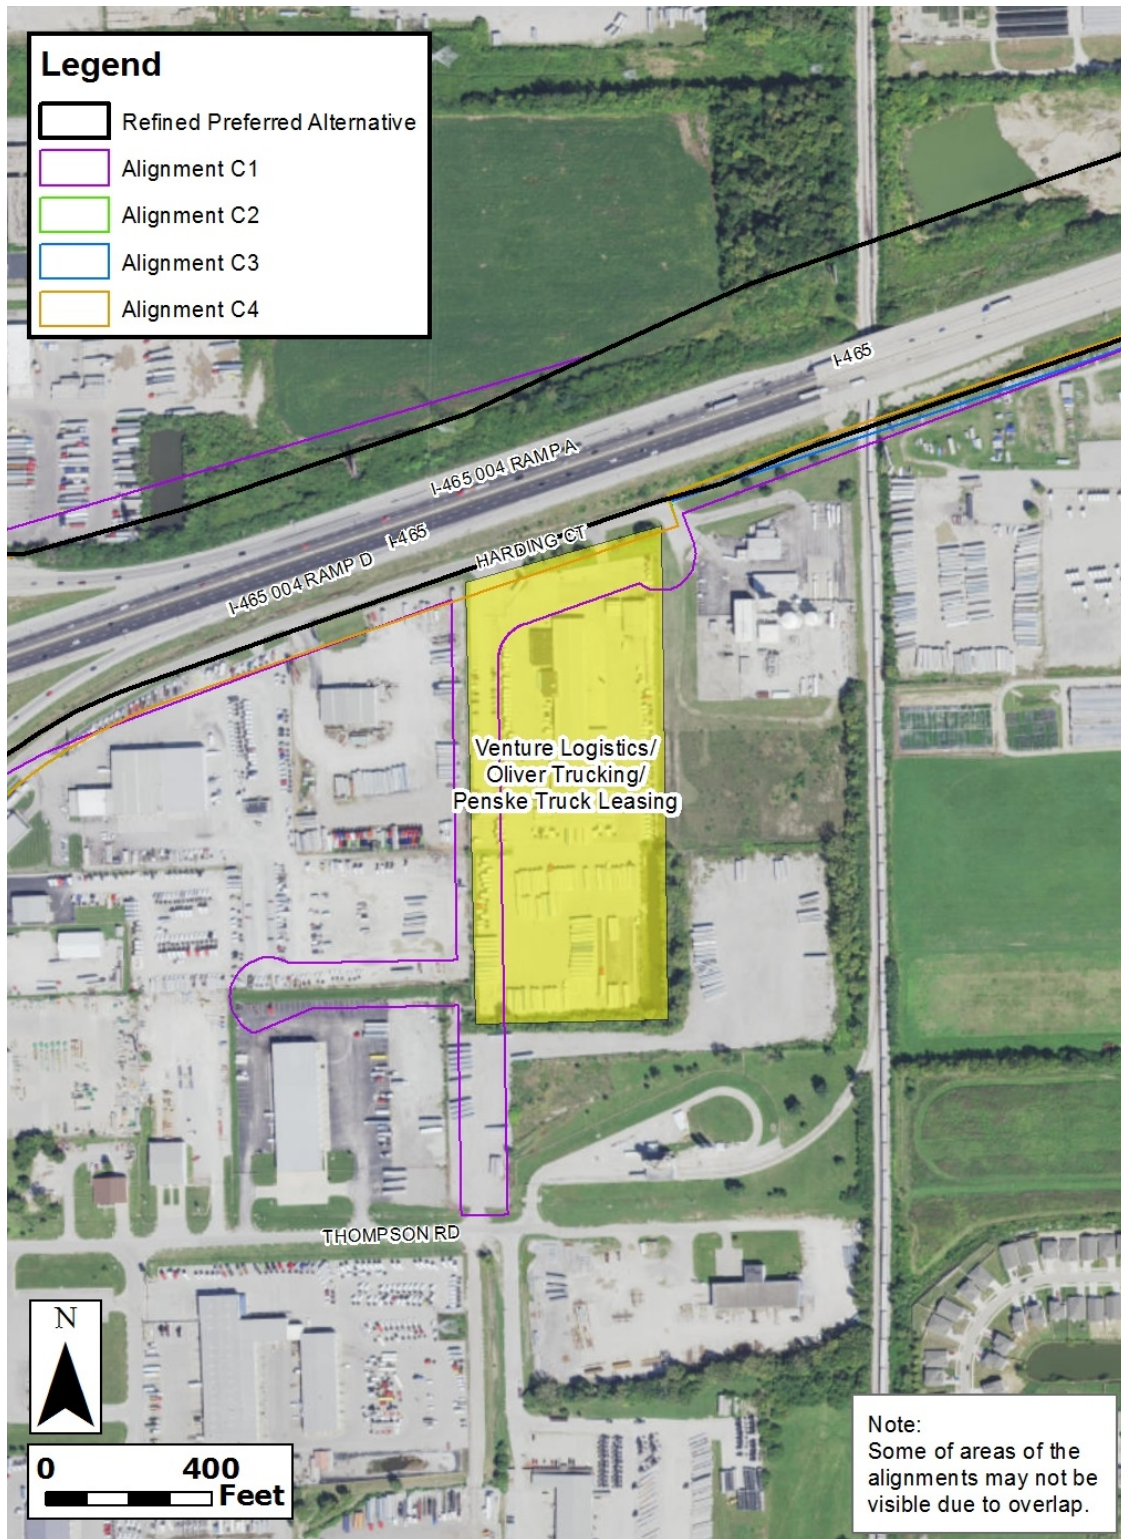 Legend
Refined Preferred Alternative
Alignment C1
Alignment C2
Alignment C3
Alignment C4
I-465
I-465 004 RAMP A
I-465
HARDING CT
I-465 004 RAMP D
Venture Logistics/
Oliver Trucking/
Penske Truck Leasing
THOMPSON RD
N
0 400
Feet
Note:
Some of areas of the
alignments may not be
visible due to overlap.